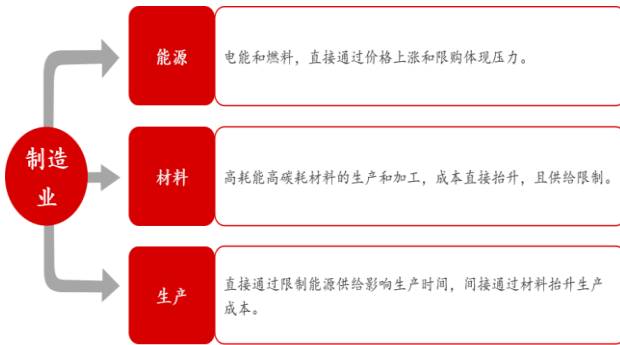 能源
电能和燃料，直接通过价格上涨和限购体现压力。
制造
业
材料
高耗能高碳耗材料的生产和加工，成本直接抬升，且供给限制。
生产
直接通过限制能源供给影响生产时间，间接通过材料抬升生产
成本。